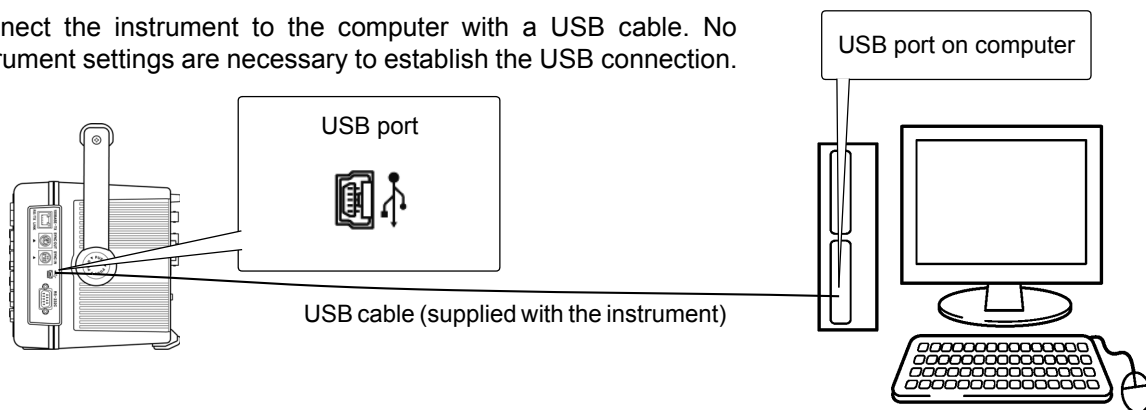 nect the instrument to the computer with a USB cable. No
rument settings are necessary to establish the USB connection.
USB port on computer
USB port
USB cable (supplied with the instrument)